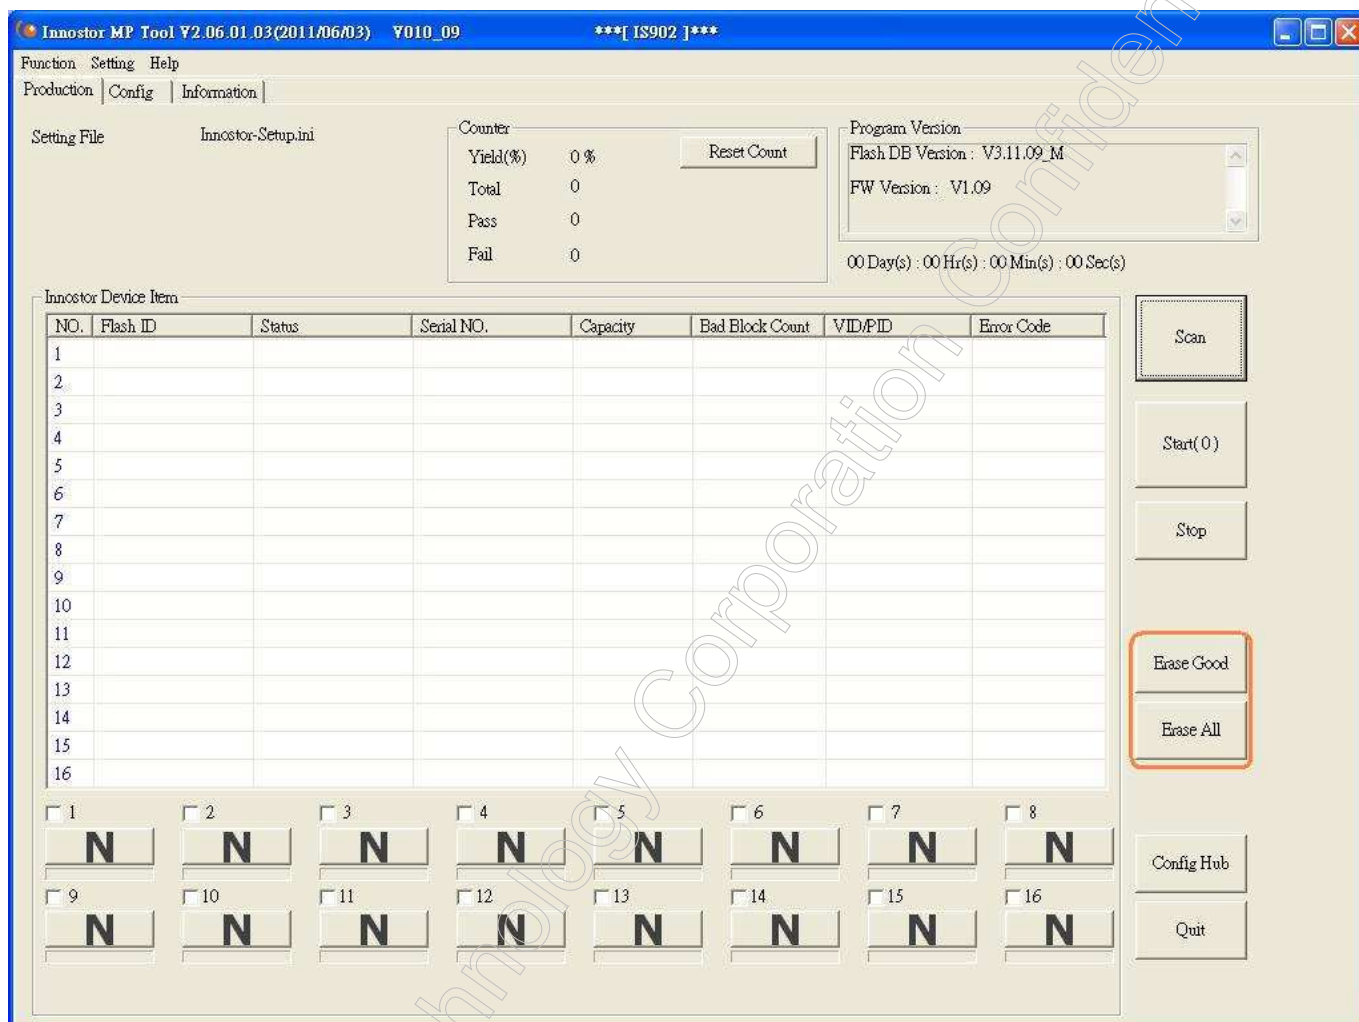 Innostor MP Tool V2.06.01.03(2011/06/03) V010_09 ***[ IS902 ]***
Function Setting Help
Production Config Information
Setting File Innostor-Setup.ini
Counter
Yield(%) 0 %
Reset Count
Total 0
Pass 0
Fail 0
Program Version
Flash DB Version : V3.11.09_M
FW Version : V1.09
00 Day(s) : 00 Hr(s) : 00 Min(s) : 00 Sec(s)
Innostor Device Item
NO. Flash ID Status Serial NO. Capacity Bad Block Count VID/PID Error Code
1
2
3
4
5
6
7
8
9
10
11
12
13
14
15
16
Scan
Start( 0 )
Stop
Erase Good
Erase All
Config Hub
Quit
1 2 3 4 5 6 7 8
N N N N N N N N
9 10 11 12 13 14 15 16
N N N N N N N N
Corporation